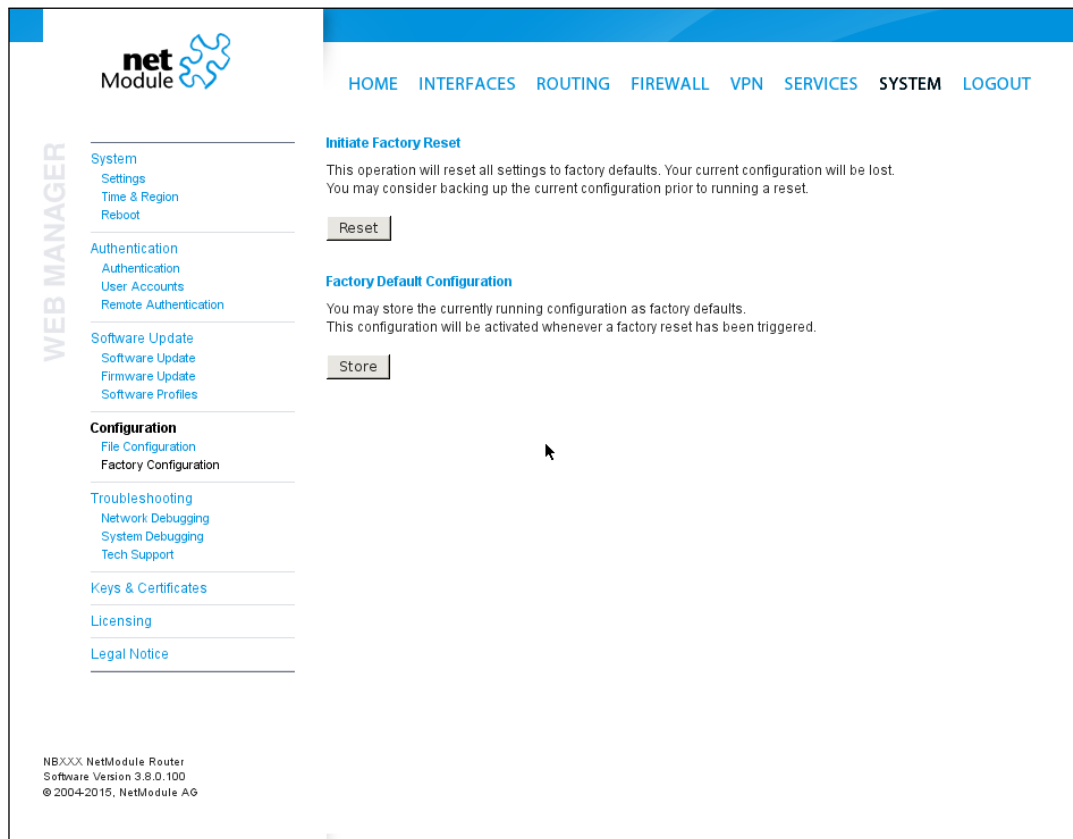 net
Module
HOME INTERFACES ROUTING FIREWALL VPN SERVICES SYSTEM LOGOUT
WEB MANAGER
System
Settings
Time & Region
Reboot
Authentication
Authentication
User Accounts
Remote Authentication
Software Update
Software Update
Firmware Update
Software Profiles
Configuration
File Configuration
Factory Configuration
Troubleshooting
Network Debugging
System Debugging
Tech Support
Keys & Certificates
Licensing
Legal Notice
Initiate Factory Reset
This operation will reset all settings to factory defaults. Your current configuration will be lost.
You may consider backing up the current configuration prior to running a reset.
Reset
Factory Default Configuration
You may store the currently running configuration as factory defaults.
This configuration will be activated whenever a factory reset has been triggered.
Store
NBXXX NetModule Router
Software Version 3.8.0.100
© 2004-2015, NetModule AG